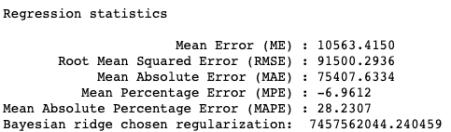 Regression statistics
Mean Error (ME) : 10563.4150
Root Mean Squared Error (RMSE) : 91500.2936
Mean Absolute Error (MAE) : 75407.6334
Mean Percentage Error (MPE) : -6.9612
Mean Absolute Percentage Error (MAPE) : 28.2307
Bayesian ridge chosen regularization: 7457562044.240459